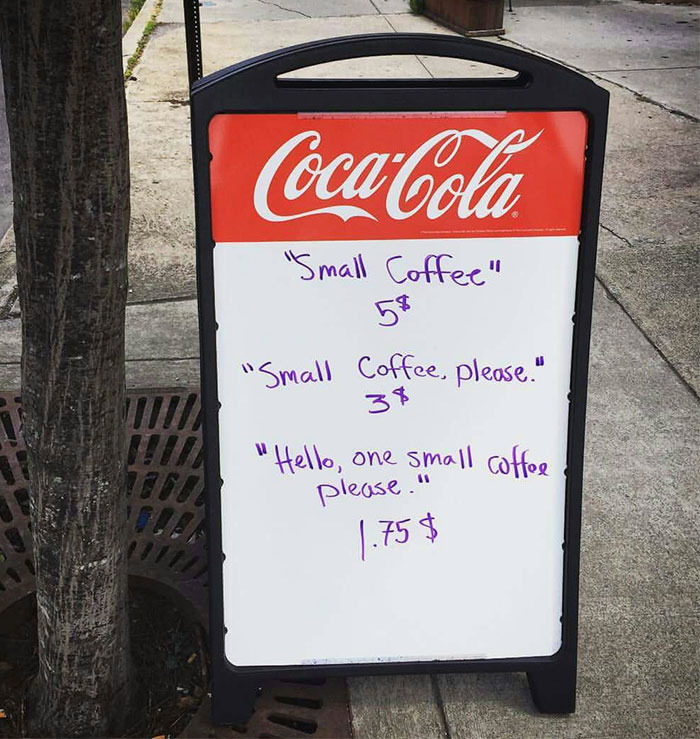 Coca-Cola
"Small Coffee"
5$
"Small Coffee, please."
3$
"Hello, one small coffee
please."
1.75 $